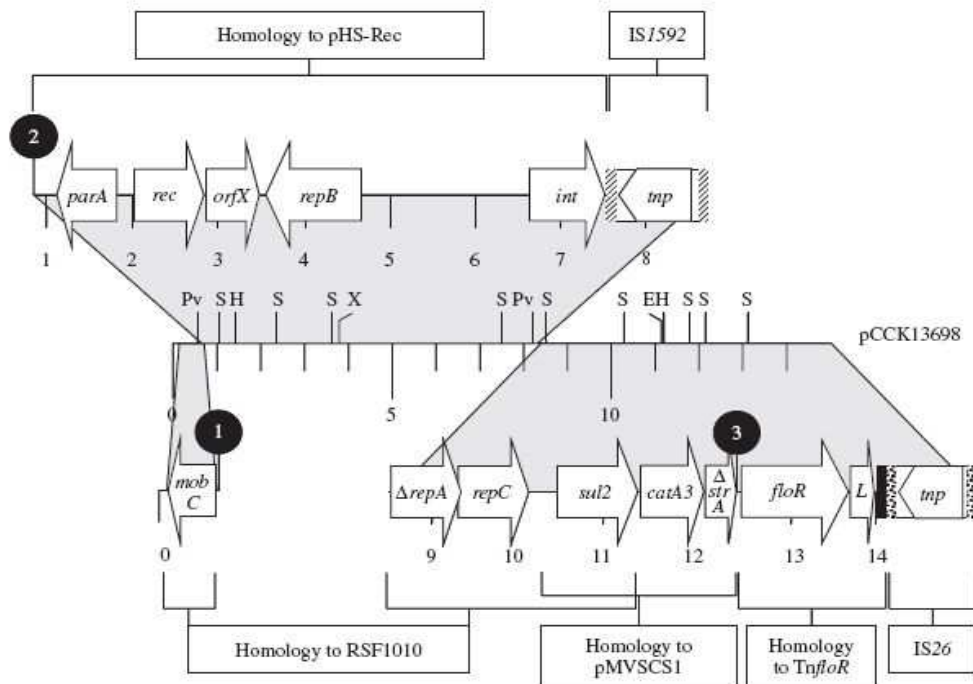 Homology to pHS-Rec
IS1592
2
parA
rec
orfX
repB
int
tnp
1 2 3 4 5 6 7 8
Pv S H S S X S Pv S S EH S S S
pCCK13698
0 5 10
1
3
mob
C
ΔrepA
repC
sul2
catA3
Δ
str
A
floR
L
tnp
0 9 10 11 12 13 14
Homology to RSF1010
Homology to
pMVSCS1
Homology
to TnfloR
IS26